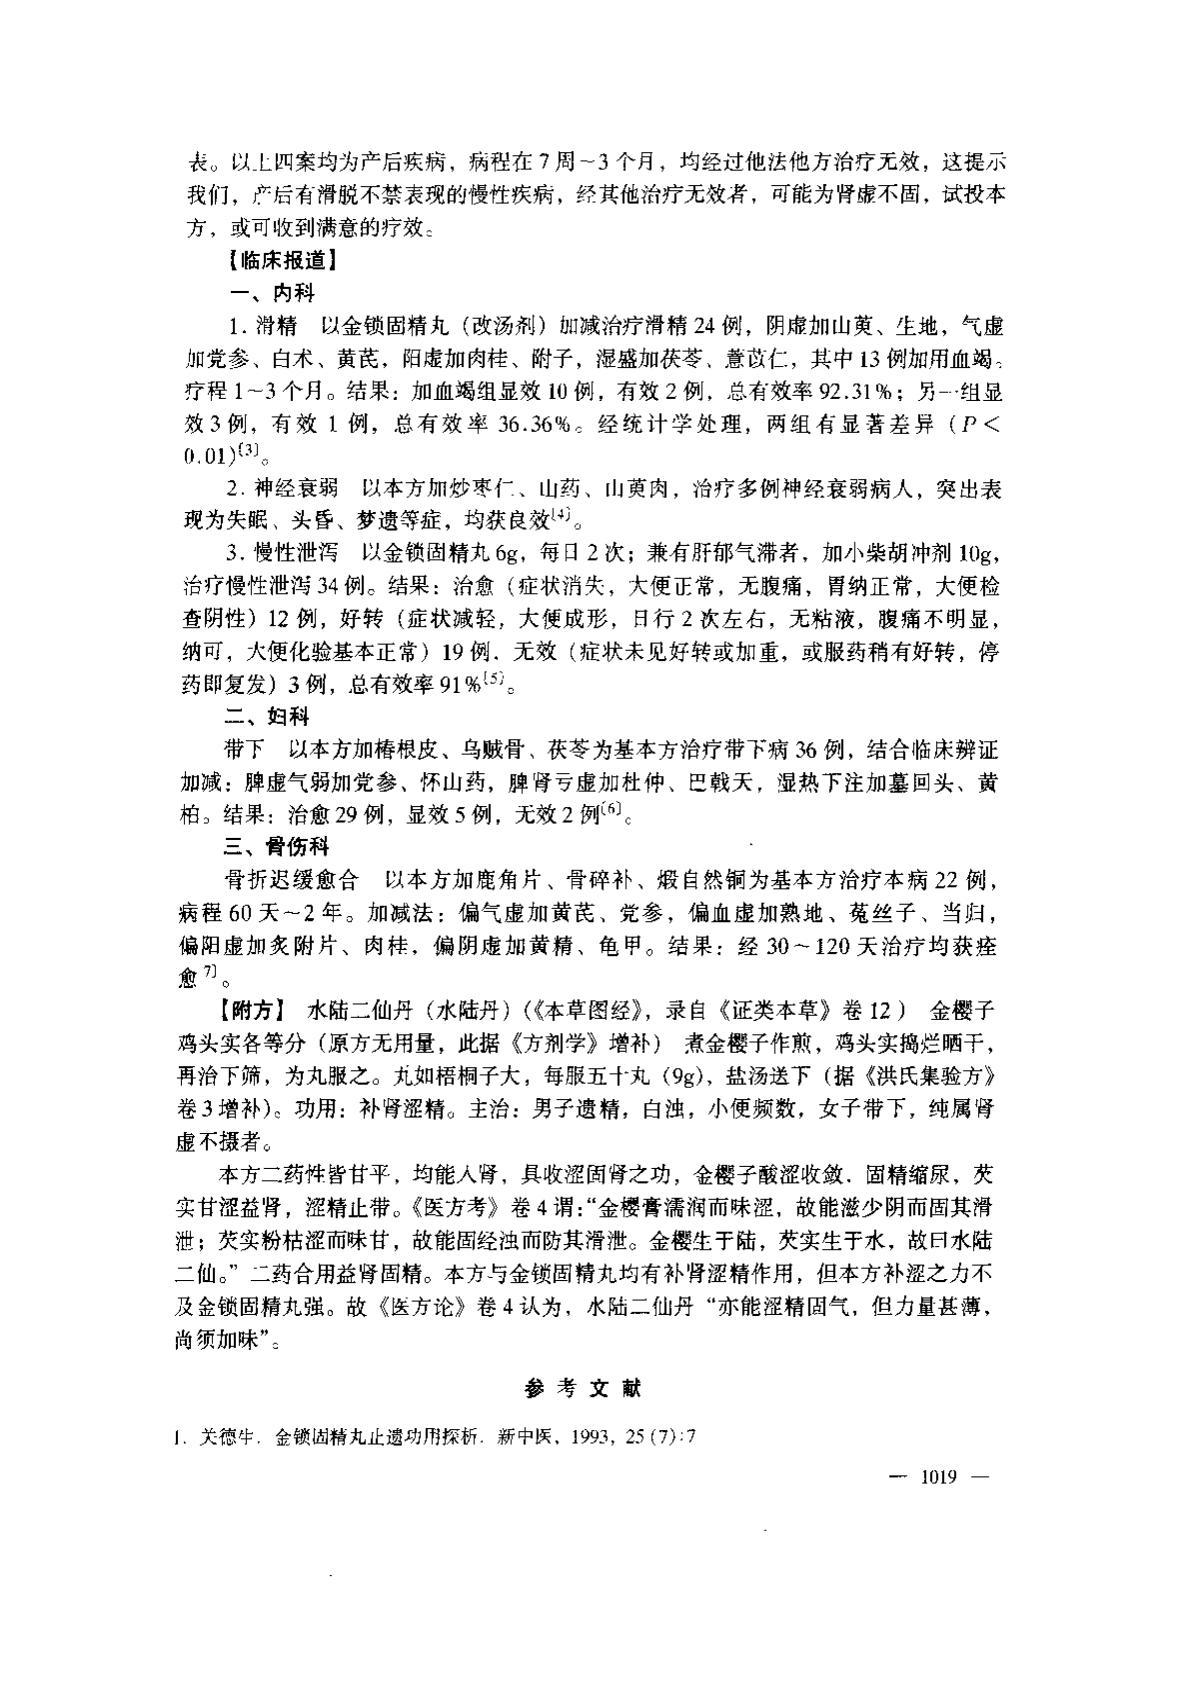 表。以上四案均为产后疾病，病程在7周~3个月，均经过他法他方治疗无效，这提示
我们，产后有滑脱不禁表现的慢性疾病，经其他治疗无效者，可能为肾虚不固，试投本
方，或可收到满意的疗效。
【临床报道】
一、内科
1. 滑精 以金锁固精丸（改汤剂）加减治疗滑精24例，阴虚加山萸、生地，气虚
加党参、白术、黄芪，阳虚加肉桂、附子，湿盛加茯苓、薏苡仁，其中13例加用血竭。
疗程1~3个月。结果：加血竭组显效10例，有效2例，总有效率92.31%；另一组显
效3例，有效1例，总有效率36.36%。经统计学处理，两组有显著差异（P<
0.01)〔3〕。
2. 神经衰弱 以本方加炒枣仁、山药、山萸肉，治疗多例神经衰弱病人，突出表
现为失眠、头昏、梦遗等症，均获良效〔4〕。
3. 慢性泄泻 以金锁固精丸6g，每日2次；兼有肝郁气滞者，加小柴胡冲剂10g，
治疗慢性泄泻34例。结果：治愈（症状消失，大便正常，无腹痛，胃纳正常，大便检
查阴性）12例，好转（症状减轻，大便成形，日行2次左右，无粘液，腹痛不明显，
纳可，大便化验基本正常）19例．无效（症状未见好转或加重，或服药稍有好转，停
药即复发）3例，总有效率91%〔5〕。
二、妇科
带下 以本方加椿根皮、乌贼骨、茯苓为基本方治疗带下病36例，结合临床辨证
加减：脾虚气弱加党参、怀山药，脾肾亏虚加杜仲、巴戟天，湿热下注加墓回头、黄
柏。结果：治愈29例，显效5例，无效2例〔6〕。
三、骨伤科
骨折迟缓愈合 以本方加鹿角片、骨碎补、煅自然铜为基本方治疗本病22例，
病程60天~2年。加减法：偏气虚加黄芪、党参，偏血虚加熟地、菟丝子、当归，
偏阳虚加炙附片、肉桂，偏阴虚加黄精、龟甲。结果：经30~120天治疗均获痊
愈7〕。
【附方】 水陆二仙丹（水陆丹）（《本草图经》，录自《证类本草》卷12） 金樱子
鸡头实各等分（原方无用量，此据《方剂学》增补） 煮金樱子作煎，鸡头实捣烂晒干，
再治下筛，为丸服之。丸如梧桐子大，每服五十丸（9g），盐汤送下（据《洪氏集验方》
卷3增补）。功用：补肾涩精。主治：男子遗精，白浊，小便频数，女子带下，纯属肾
虚不摄者。
本方二药性皆甘平，均能入肾，具收涩固肾之功，金樱子酸涩收敛．固精缩尿，芡
实甘涩益肾，涩精止带。《医方考》卷4谓：“金樱膏濡润而味涩，故能滋少阴而固其滑
泄；芡实粉枯涩而味甘，故能固经浊而防其滑泄。金樱生于陆，芡实生于水，故曰水陆
二仙。”二药合用益肾固精。本方与金锁固精丸均有补肾涩精作用，但本方补涩之力不
及金锁固精丸强。故《医方论》卷4认为，水陆二仙丹“亦能涩精固气，但力量甚薄，
尚须加味”。
参考文献
1. 关德生．金锁固精丸止遗功用探析．新中医，1993，25(7):7
— 1019 —